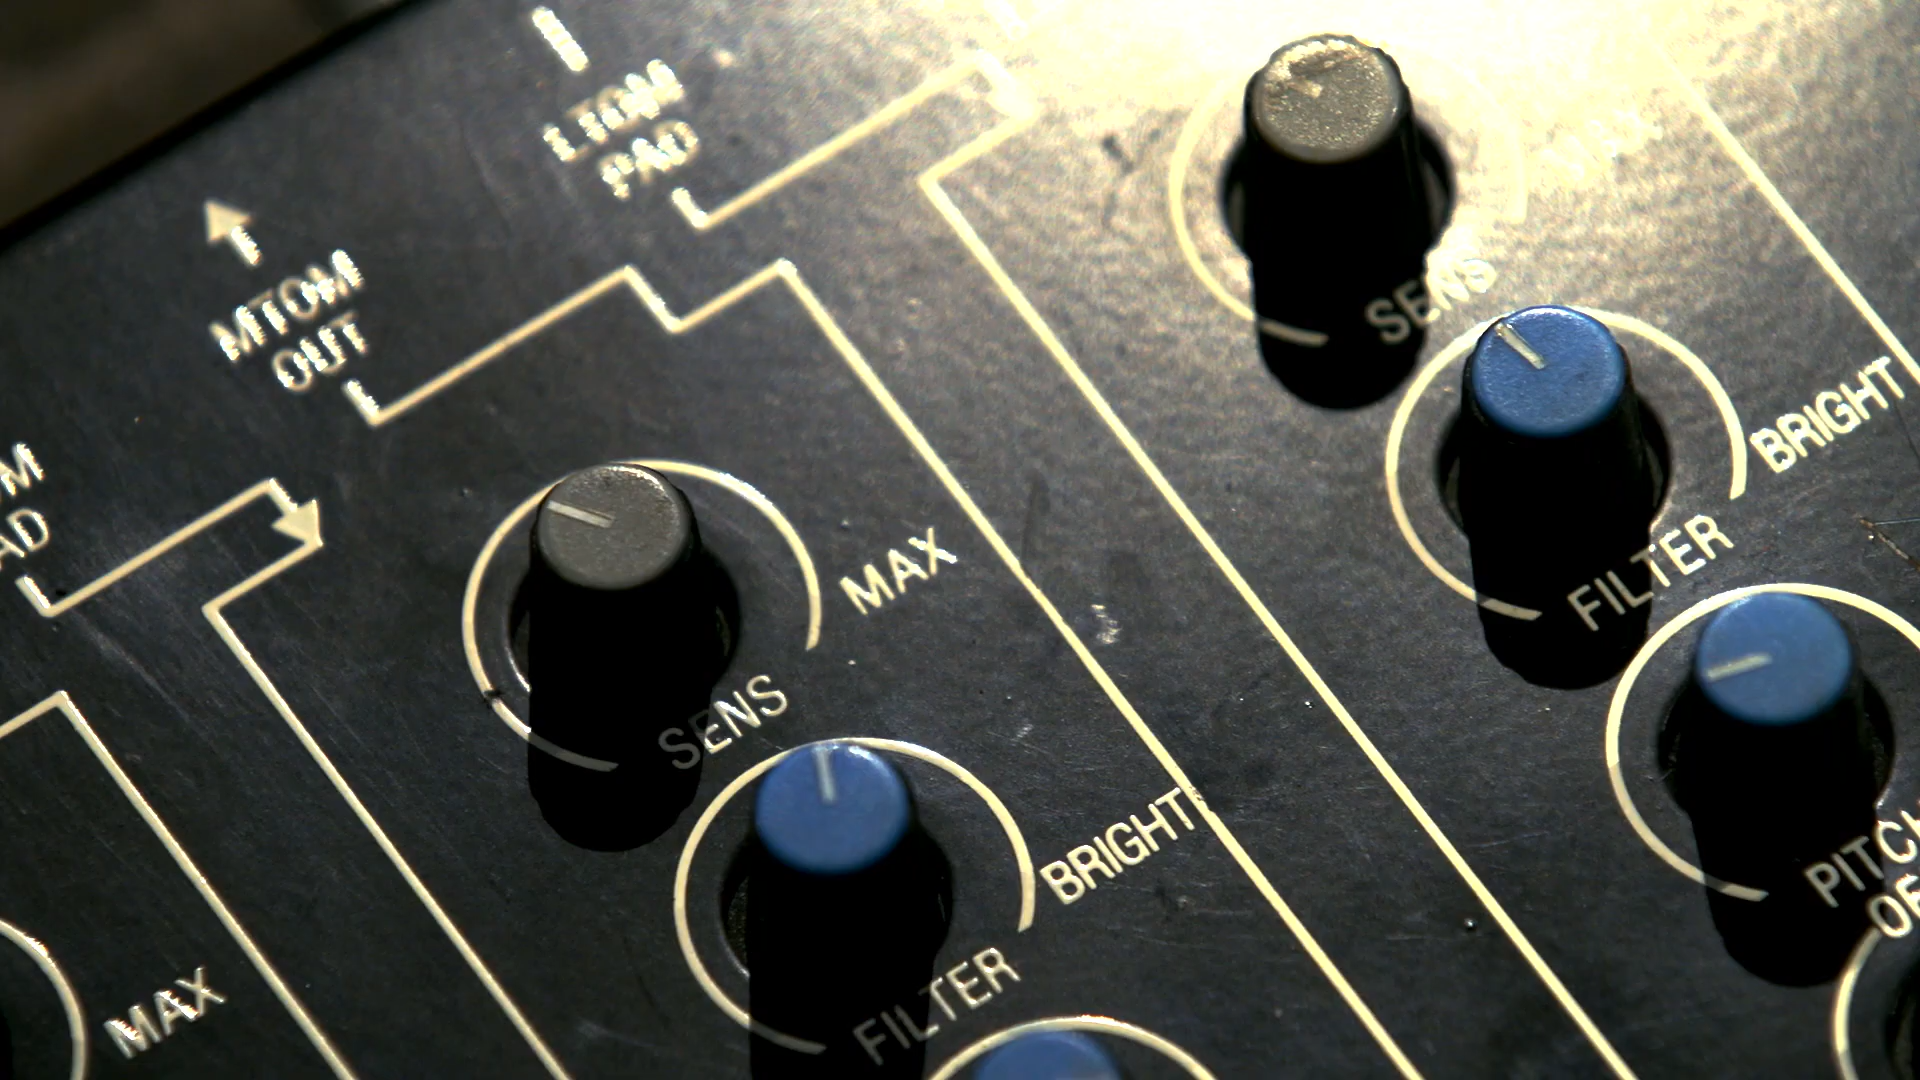 LTOM
PAD
MTOM
OUT
SENS
BRIGHT
FILTER
MAX
SENS
BRIGHT
FILTER
MAX